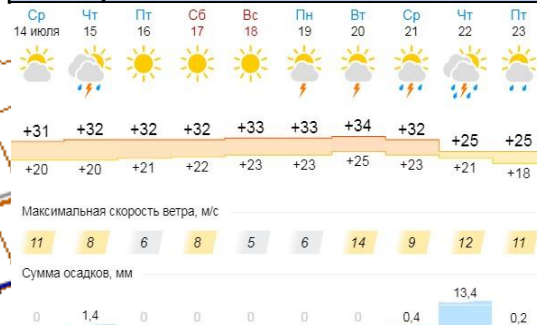 Ср Чт Пт Сб Вс Пн Вт Ср Чт Пт
14 июля 15 16 17 18 19 20 21 22 23
+31 +32 +32 +32 +33 +33 +34 +32 +25 +25
+20 +20 +21 +22 +23 +23 +25 +23 +21 +18
Максимальная скорость ветра, м/с
11 8 6 8 5 6 14 9 12 11
Сумма осадков, мм
0 1,4 0 0 0 0 0 0,4 13,4 0,2